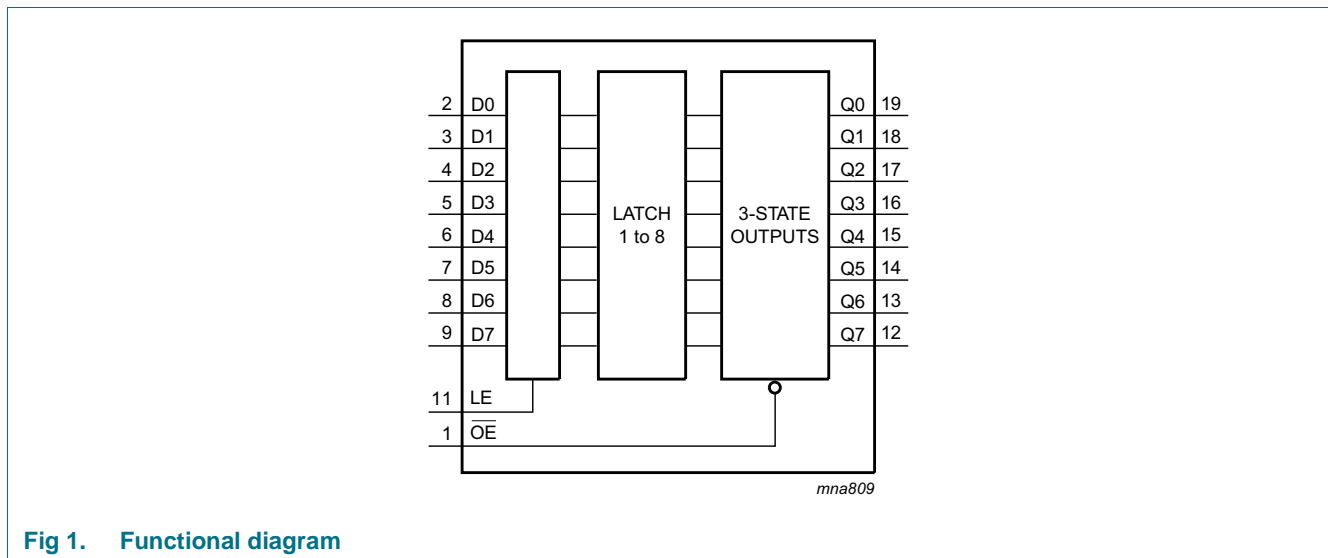 2 D0 Q0 19
3 D1 Q1 18
4 D2 Q2 17
5 D3 Q3 16
6 D4 LATCH 3-STATE Q4 15
1 to 8 OUTPUTS
7 D5 Q5 14
8 D6 Q6 13
9 D7 Q7 12
11 LE
1 O̅E̅
mna809
Fig 1. Functional diagram